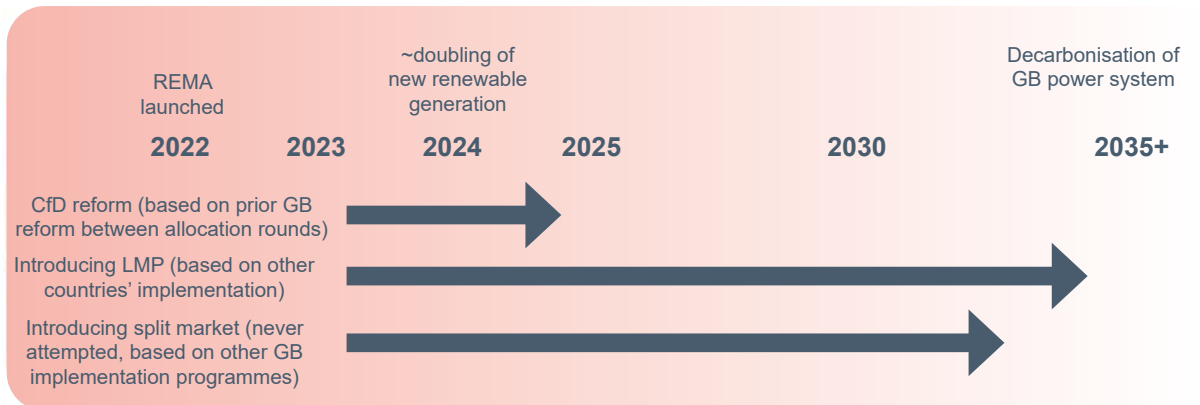 REMA
launched
~doubling of
new renewable
generation
Decarbonisation of
GB power system
2022
2023
2024
2025
2030
2035+
CfD reform (based on prior GB
reform between allocation rounds)
Introducing LMP (based on other
countries’ implementation)
Introducing split market (never
attempted, based on other GB
implementation programmes)